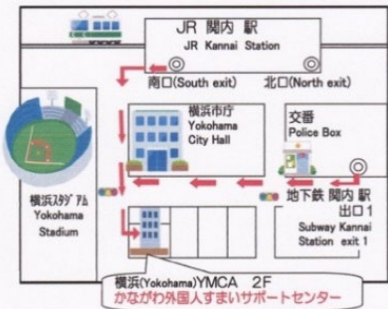 JR 関内 駅
JR Kannai Station
南口(South exit)
北口(North exit)
横浜市庁
Yokohama
City Hall
交番
Police Box
横浜スタジアム
Yokohama
Stadium
地下鉄 関内 駅
出口 1
Subway Kannai
Station exit 1
横浜(Yokohama)YMCA 2F
かながわ外国人すまいサポートセンター